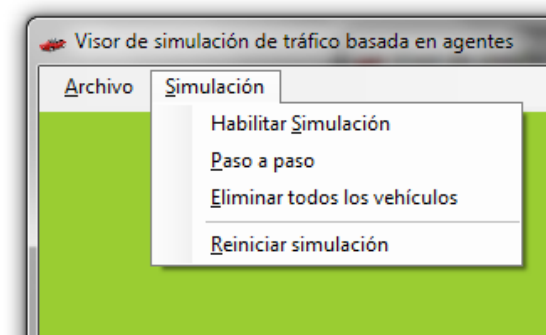 Visor de simulación de tráfico basada en agentes
Archivo Simulación
Habilitar Simulación
Paso a paso
Eliminar todos los vehículos
Reiniciar simulación